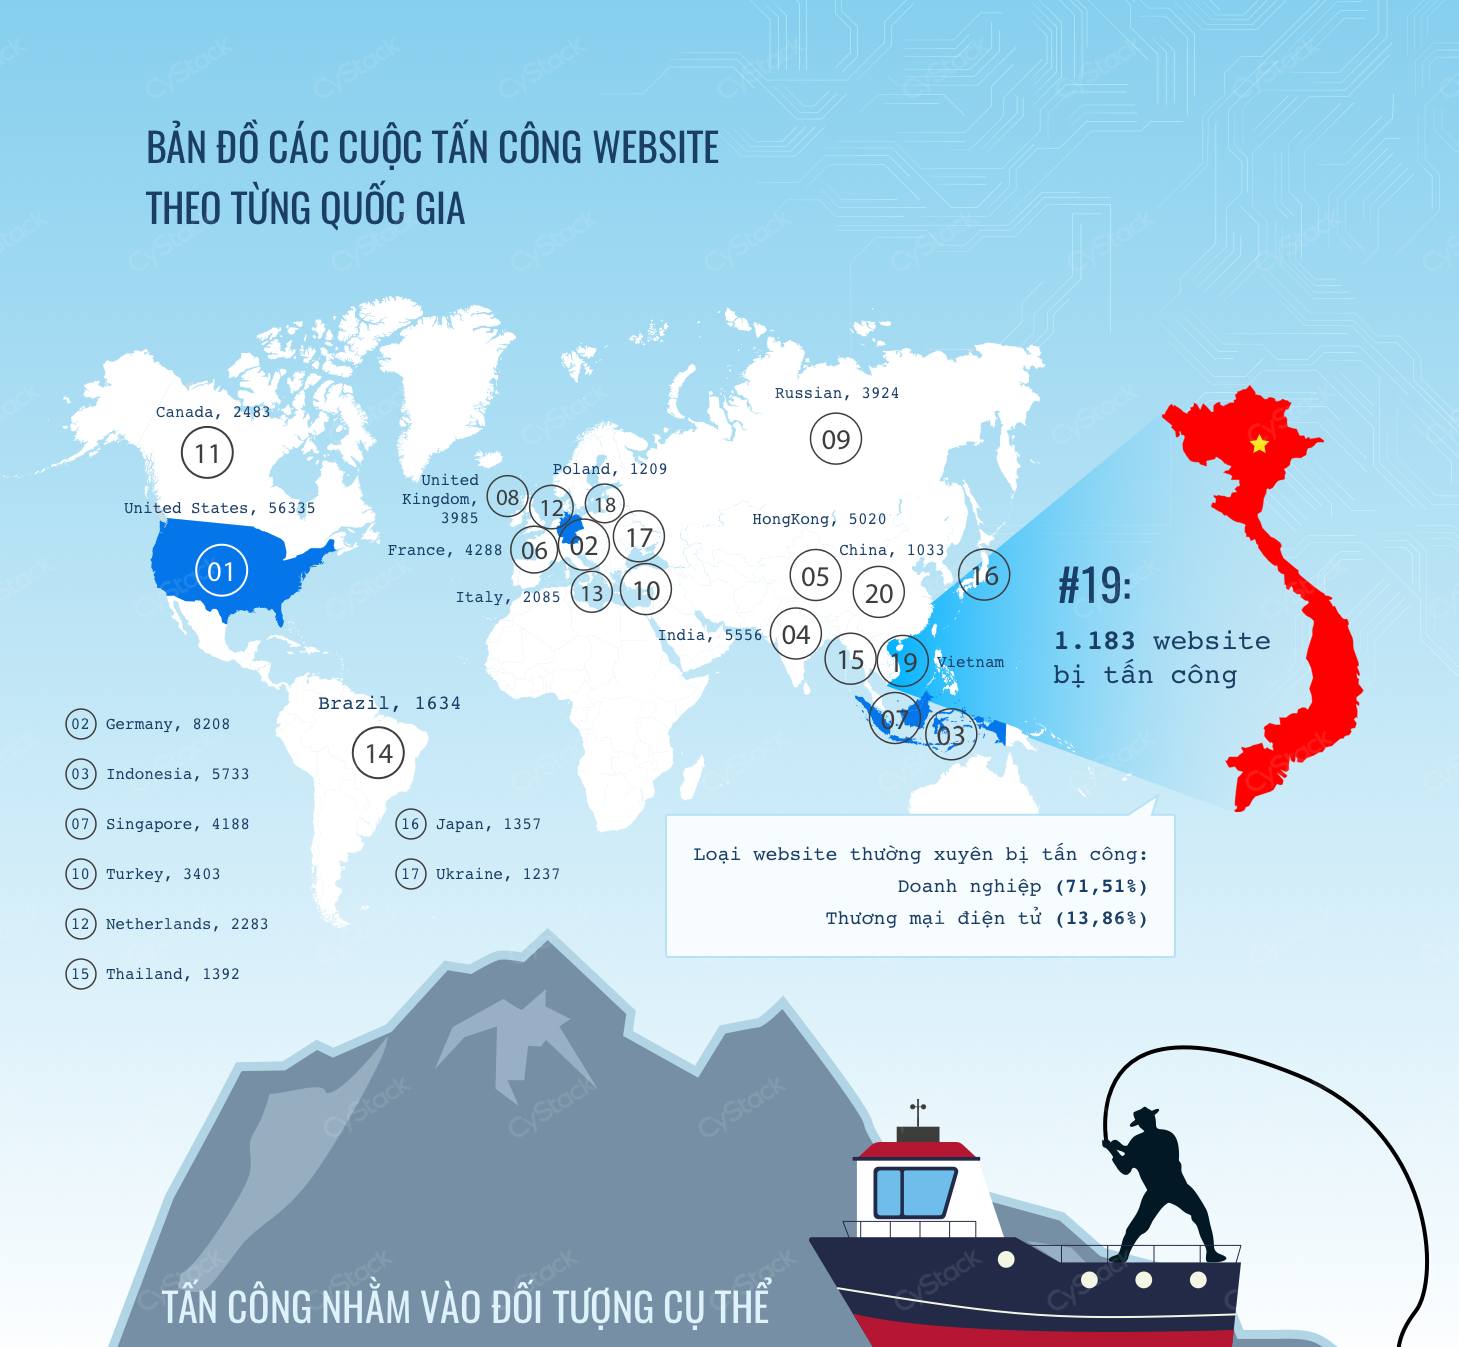 BẢN ĐỒ CÁC CUỘC TẤN CÔNG WEBSITE
THEO TỪNG QUỐC GIA
Russian, 3924
09
Canada, 2483
11
Poland, 1209
18
United
Kingdom,
3985
08
12
United States, 56335
01
HongKong, 5020
05
17
France, 4288
06
02
China, 1033
20
16
Italy, 2085
13
10
India, 5556
04
15
19
Vietnam
07
03
#19:
1.183 website
bị tấn công
Brazil, 1634
14
02 Germany, 8208
03 Indonesia, 5733
07 Singapore, 4188
10 Turkey, 3403
12 Netherlands, 2283
15 Thailand, 1392
16 Japan, 1357
17 Ukraine, 1237
Loại website thường xuyên bị tấn công:
Doanh nghiệp (71,51%)
Thương mại điện tử (13,86%)
TẤN CÔNG NHẰM VÀO ĐỐI TƯỢNG CỤ THỂ
CyStack